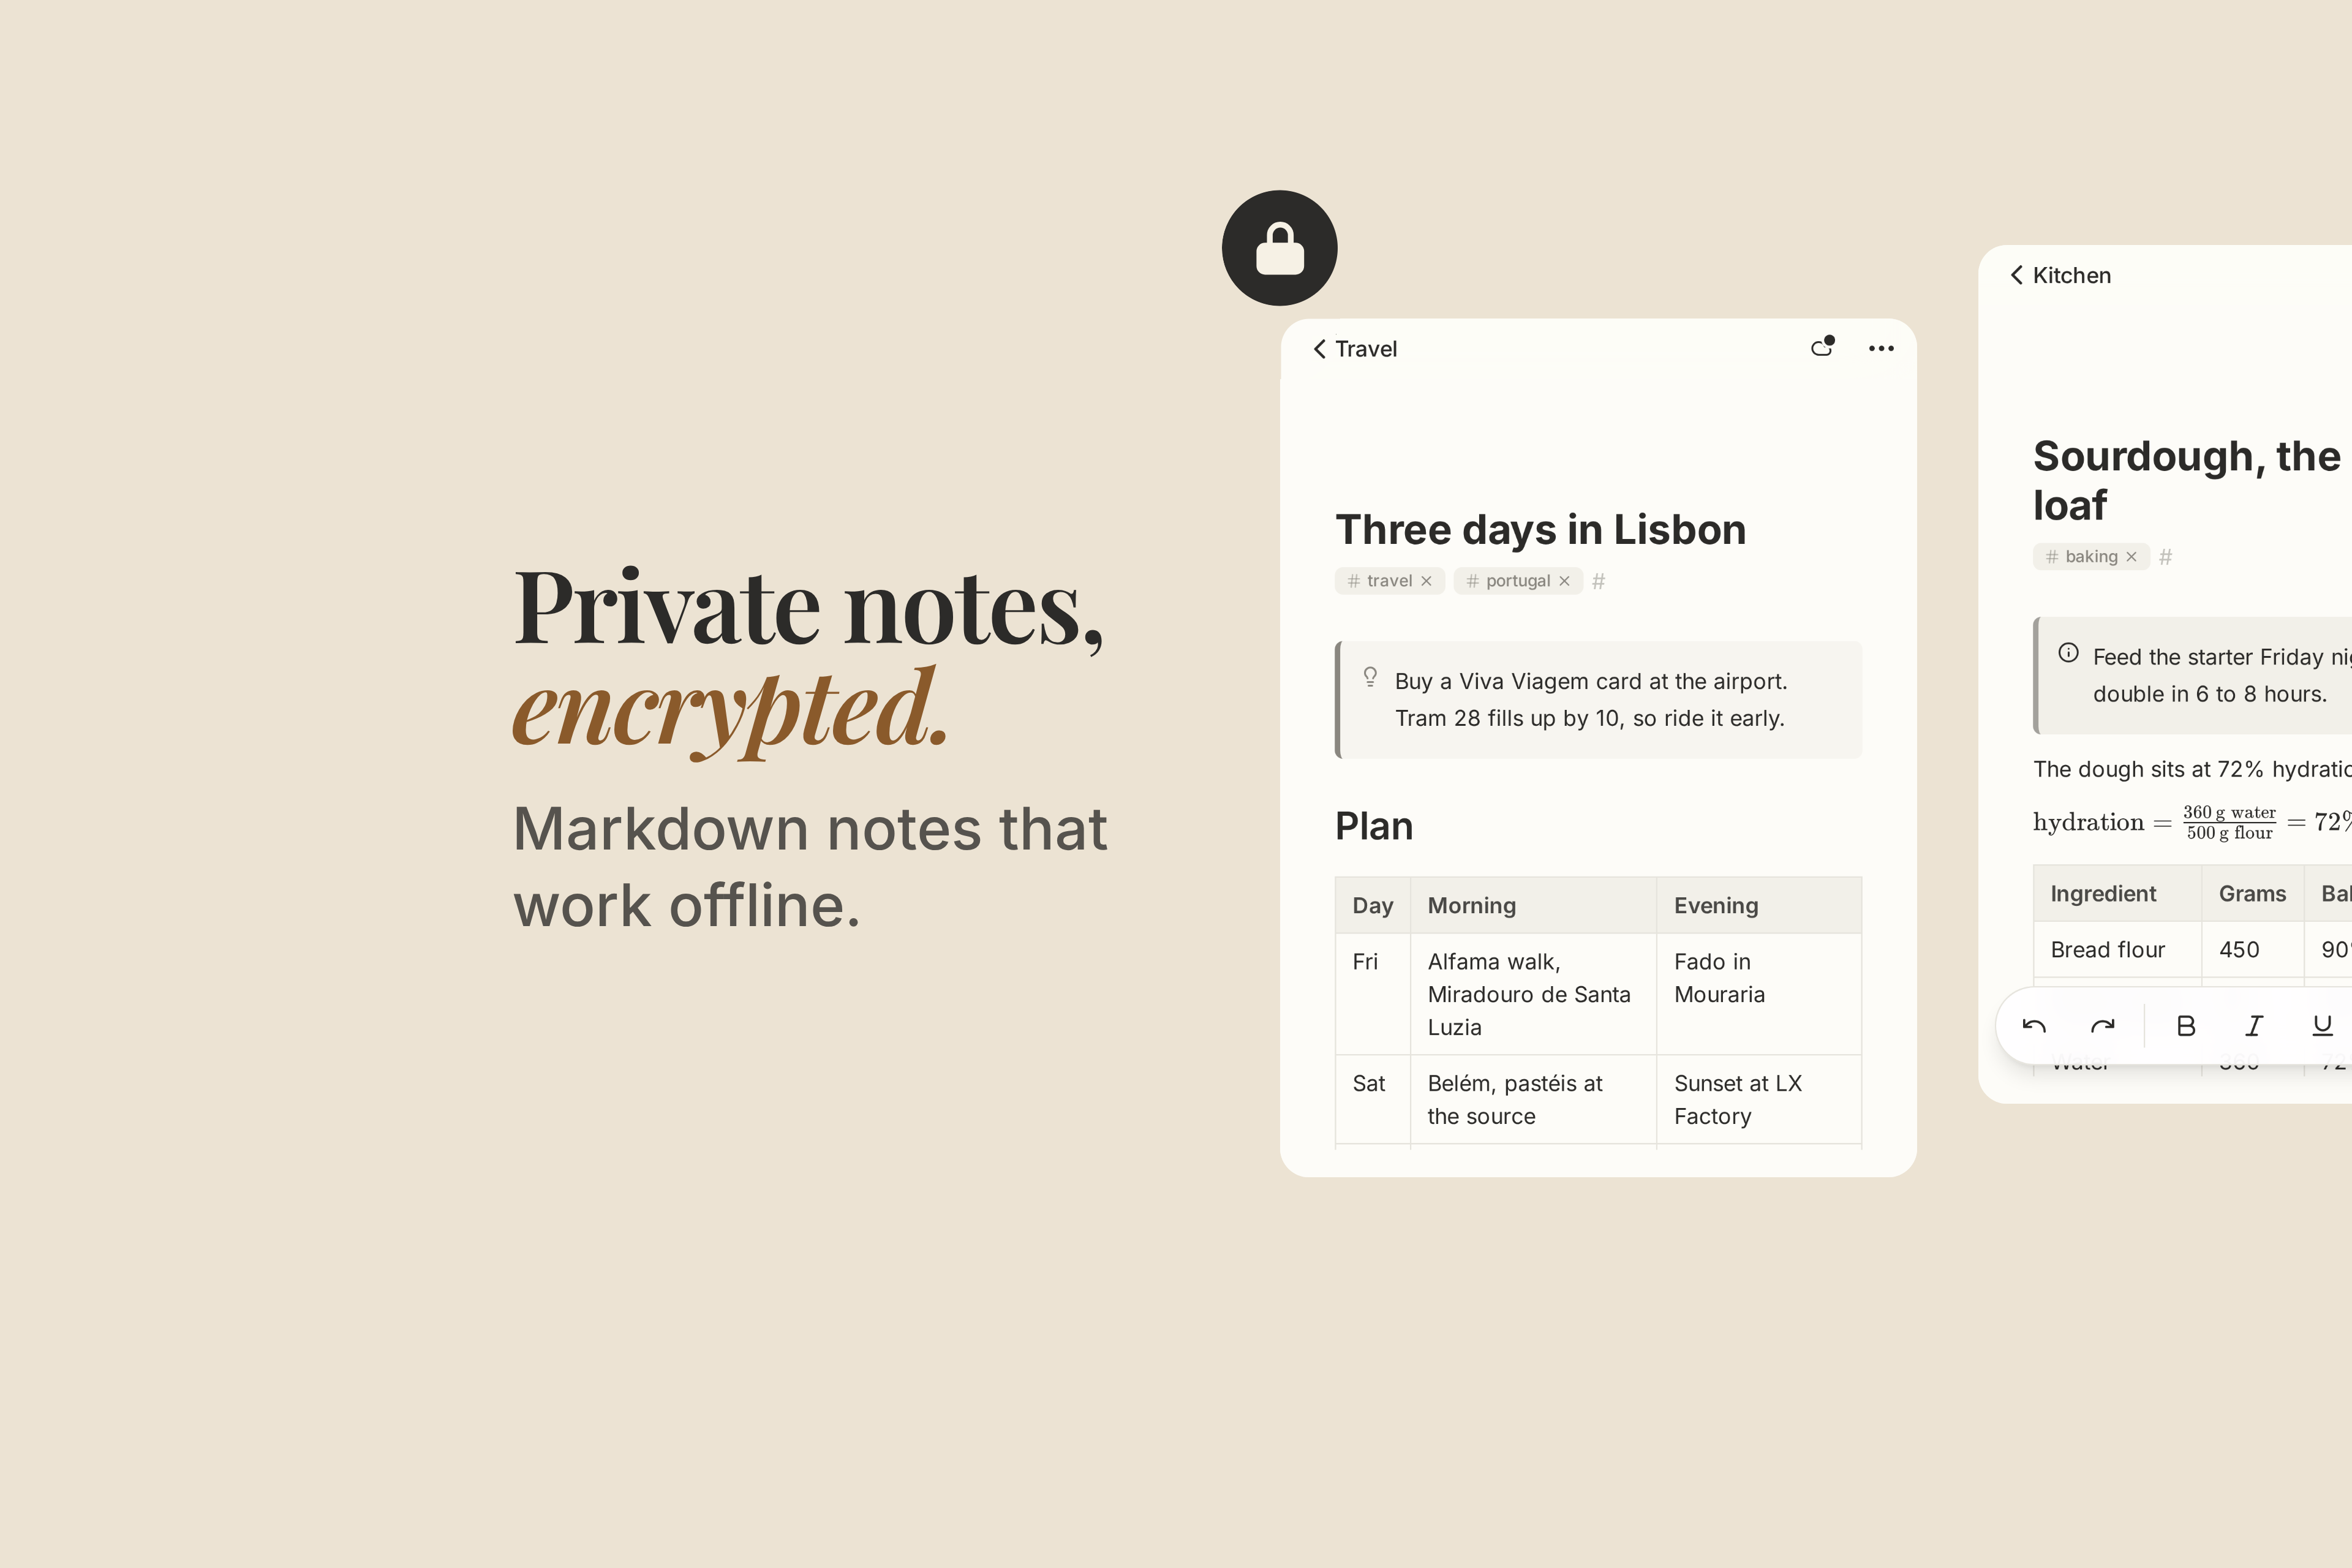 Private notes,
encrypted.
Markdown notes that
work offline.
Travel
Three days in Lisbon
# travel ×
# portugal ×
#
Buy a Viva Viagem card at the airport.
Tram 28 fills up by 10, so ride it early.
Plan
Day Morning Evening
Fri Alfama walk, Fado in
Miradouro de Santa Mouraria
Luzia
Sat Belém, pastéis at Sunset at LX
the source Factory
Kitchen
Sourdough, the
loaf
# baking ×
#
Feed the starter Friday
double in 6 to 8 hours.
The dough sits at 72%
hydration = 360 g water / 500 g flour = 72%
Ingredient Grams
Bread flour 450 90
B I U
Water 360 72